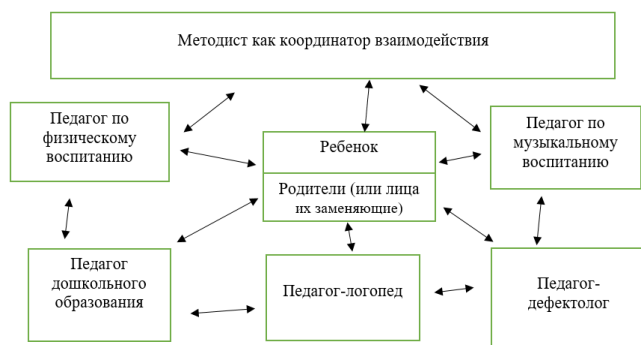 Методист как координатор взаимодействия
Педагог по
физическому
воспитанию
Ребенок
Родители (или лица
их заменяющие)
Педагог по
музыкальному
воспитанию
Педагог
дошкольного
образования
Педагог-логопед
Педагог-
дефектолог